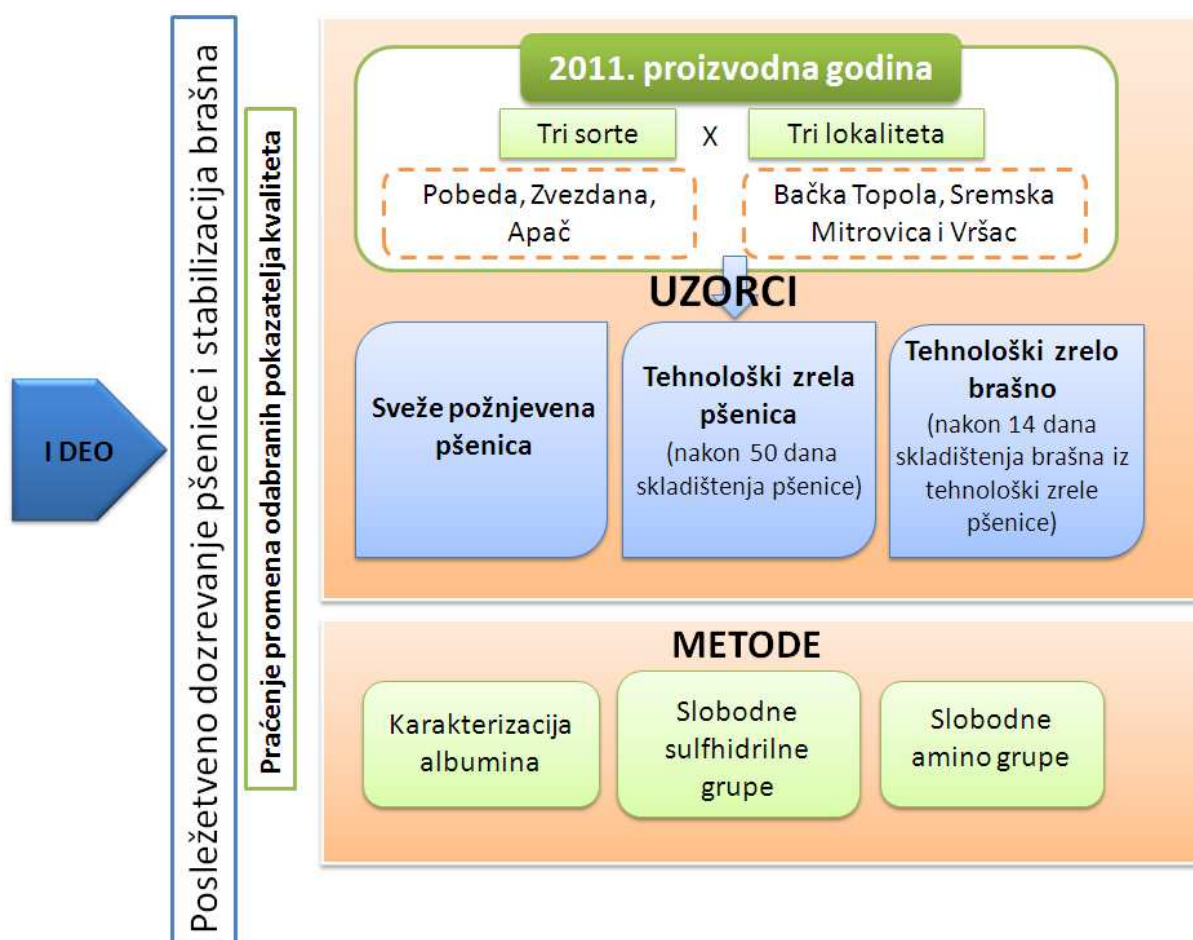 I DEO
Posležetveno dozrevanje pšenice i stabilizacija brašna
Praćenje promena odabranih pokazatelja kvaliteta
2011. proizvodna godina
Tri sorte
X
Tri lokaliteta
Pobeda, Zvezdana,
Apač
Bačka Topola, Sremska
Mitrovica i Vršac
UZORCI
Sveže požnjevena
pšenica
Tehnološki zrela
pšenica
(nakon 50 dana
skladištenja pšenice)
Tehnološki zrelo
brašno
(nakon 14 dana
skladištenja brašna iz
tehnološki zrele
pšenice)
METODE
Karakterizacija
albumina
Slobodne
sulfhidrilne
grupe
Slobodne
amino grupe